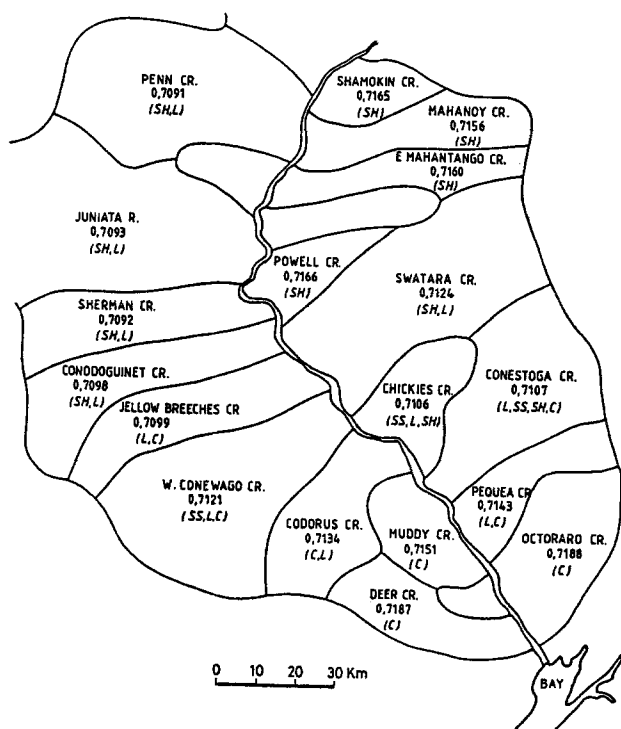 PENN CR.
0,7091
(SH,L)
SHAMOKIN CR.
0,7165
(SH)
MAHANOY CR.
0,7156
(SH)
E MAHANTANGO CR.
0,7160
(SH)
JUNIATA R.
0,7093
(SH,L)
POWELL CR.
0,7166
(SH)
SWATARA CR.
0,7124
(SH,L)
SHERMAN CR.
0,7092
(SH,L)
CONODOGUINET CR.
0,7098
(SH,L)
JELLOW BREECHES CR
0,7099
(L,C)
CHICKIES CR.
0,7106
(SS,L,SH)
CONESTOGA CR.
0,7107
(L,SS,SH,C)
W. CONEWAGO CR.
0,7121
(SS,L,C)
CODORUS CR.
0,7134
(C,L)
MUDDY CR.
0,7151
(C)
PEQUEA CR.
0,7143
(L,C)
OCTORARO CR.
0,7188
(C)
DEER CR.
0,7187
(C)
0 10 20 30 Km
BAY